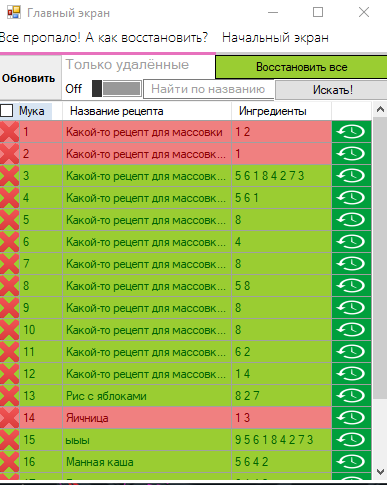 Главный экран
Все пропало! А как восстановить? Начальный экран
Обновить
Только удалённые
Восстановить все
Off
Найти по названию
Искать!
Мука Название рецепта Ингредиенты
1 Какой-то рецепт для массовки 1 2
2 Какой-то рецепт для массовк... 1
3 Какой-то рецепт для массовк... 5 6 1 8 4 2 7 3
4 Какой-то рецепт для массовк... 5 6 1
5 Какой-то рецепт для массовк... 8
6 Какой-то рецепт для массовк... 4
7 Какой-то рецепт для массовк... 8
8 Какой-то рецепт для массовк... 5 8
9 Какой-то рецепт для массовк... 8
10 Какой-то рецепт для массовк... 8
11 Какой-то рецепт для массовк... 6 2
12 Какой-то рецепт для массовк... 1 4
13 Рис с яблоками 8 2 7
14 Яичница 1 3
15 ыыы 9 5 6 1 8 4 2 7 3
16 Манная каша 5 6 4 2